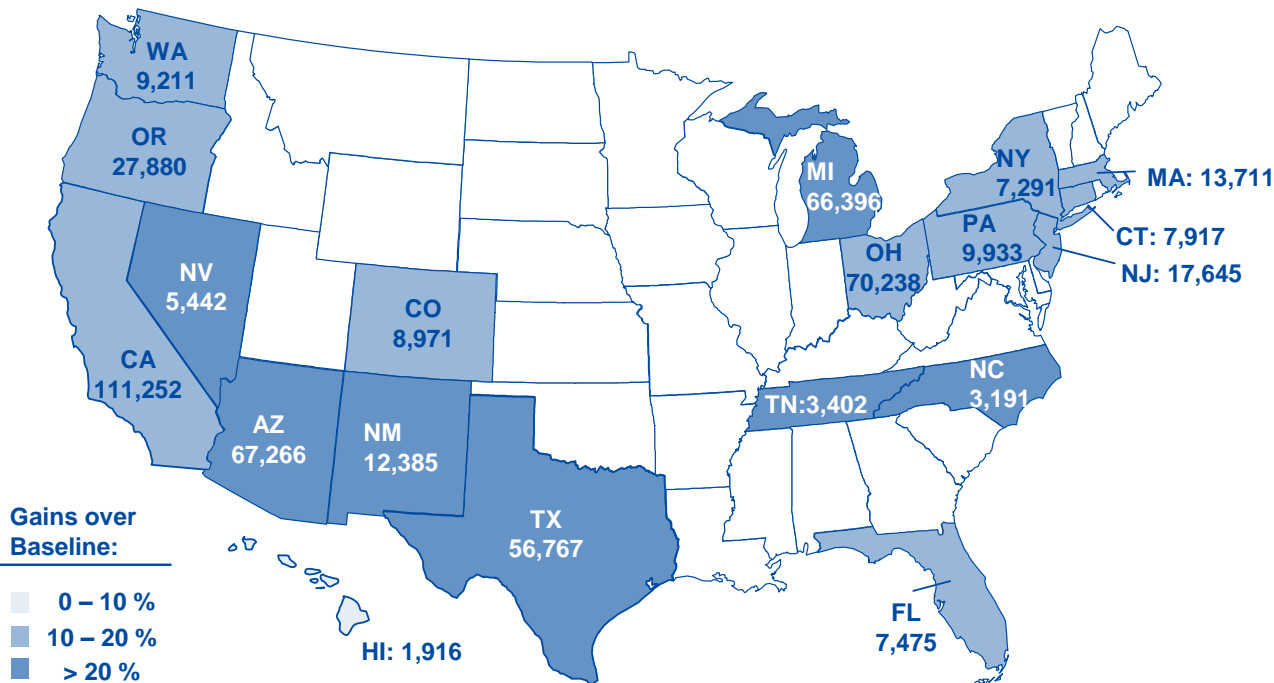 WA
9,211
OR
27,880
NV
5,442
CA
111,252
AZ
67,266
NM
12,385
CO
8,971
TX
56,767
MI
66,396
OH
70,238
PA
9,933
NY
7,291
MA: 13,711
CT: 7,917
NJ: 17,645
TN:3,402
NC
3,191
FL
7,475
HI: 1,916
Gains over
Baseline:
0 – 10 %
10 – 20 %
> 20 %